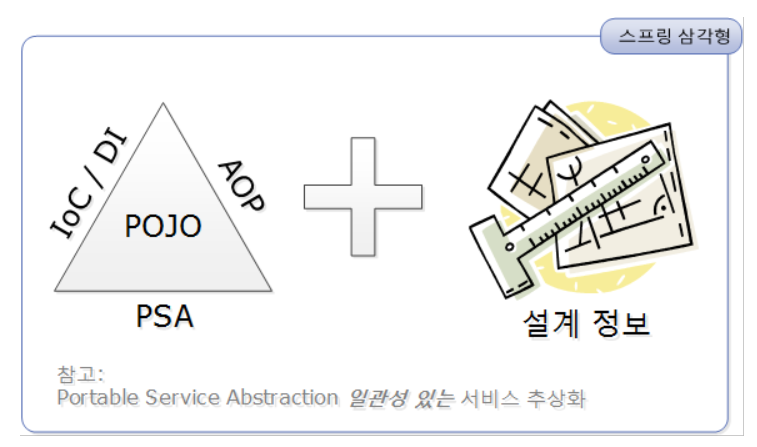 스프링 삼각형
IoC / DI
AOP
POJO
PSA
설계 정보
참고:
Portable Service Abstraction 일관성 있는 서비스 추상화